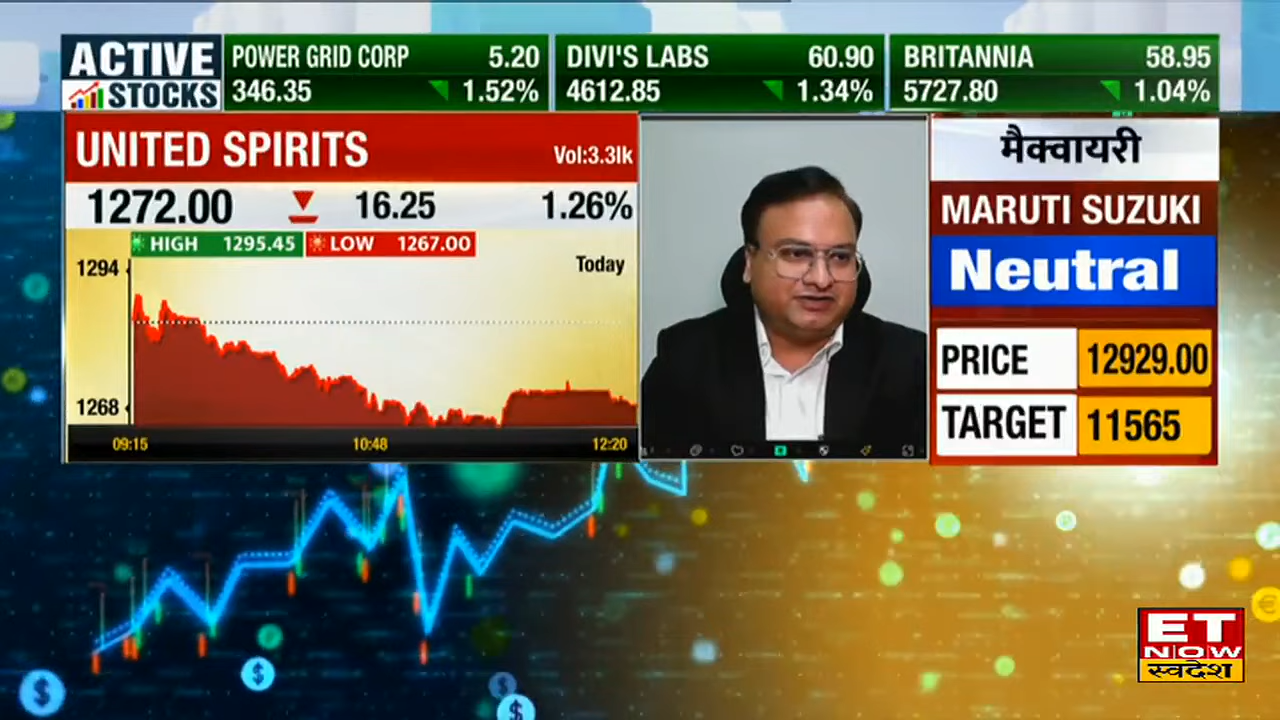 ACTIVE
STOCKS
POWER GRID CORP 5.20
346.35 1.52%
DIVI'S LABS 60.90
4612.85 1.34%
BRITANNIA 58.95
5727.80 1.04%
UNITED SPIRITS Vol:3.3lk
1272.00 16.25 1.26%
HIGH 1295.45 LOW 1267.00
Today
1294
1268
09:15 10:48 12:20
मैक्वायरी
MARUTI SUZUKI
Neutral
PRICE 12929.00
TARGET 11565
ET
NOW
स्वदेश